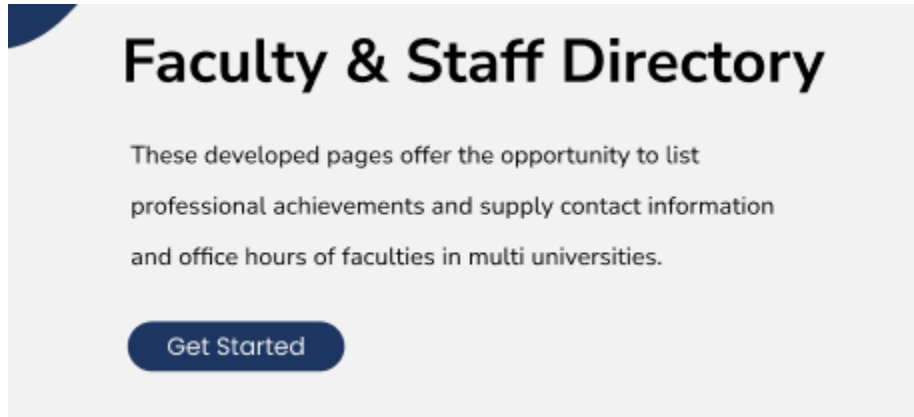 Faculty & Staff Directory
These developed pages offer the opportunity to list
professional achievements and supply contact information
and office hours of faculties in multi universities.
Get Started